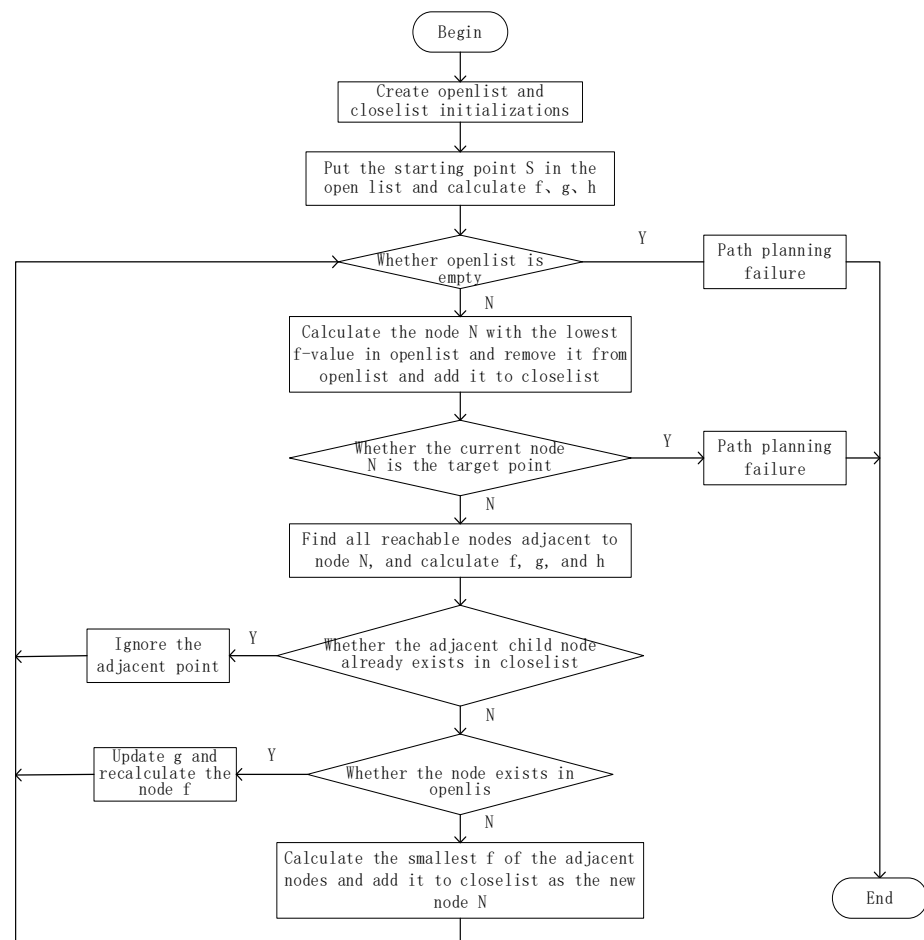 Begin
Create openlist and
closelist initializations
Put the starting point S in the
open list and calculate f、g、h
Whether openlist is
empty
Y
Path planning
failure
N
Calculate the node N with the lowest
f-value in openlist and remove it from
openlist and add it to closelist
Whether the current node
N is the target point
Y
Path planning
failure
N
Find all reachable nodes adjacent to
node N, and calculate f, g, and h
Whether the adjacent child node
already exists in closelist
Y
Ignore the
adjacent point
N
Whether the node exists in
openlis
Y
Update g and
recalculate the
node f
N
Calculate the smallest f of the adjacent
nodes and add it to closelist as the new
node N
End